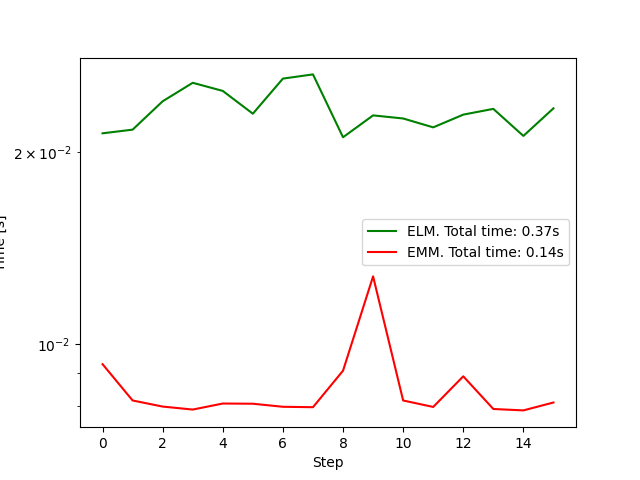 2 × 10⁻²
10⁻²
Time [s]
ELM. Total time: 0.37s
EMM. Total time: 0.14s
0 2 4 6 8 10 12 14
Step